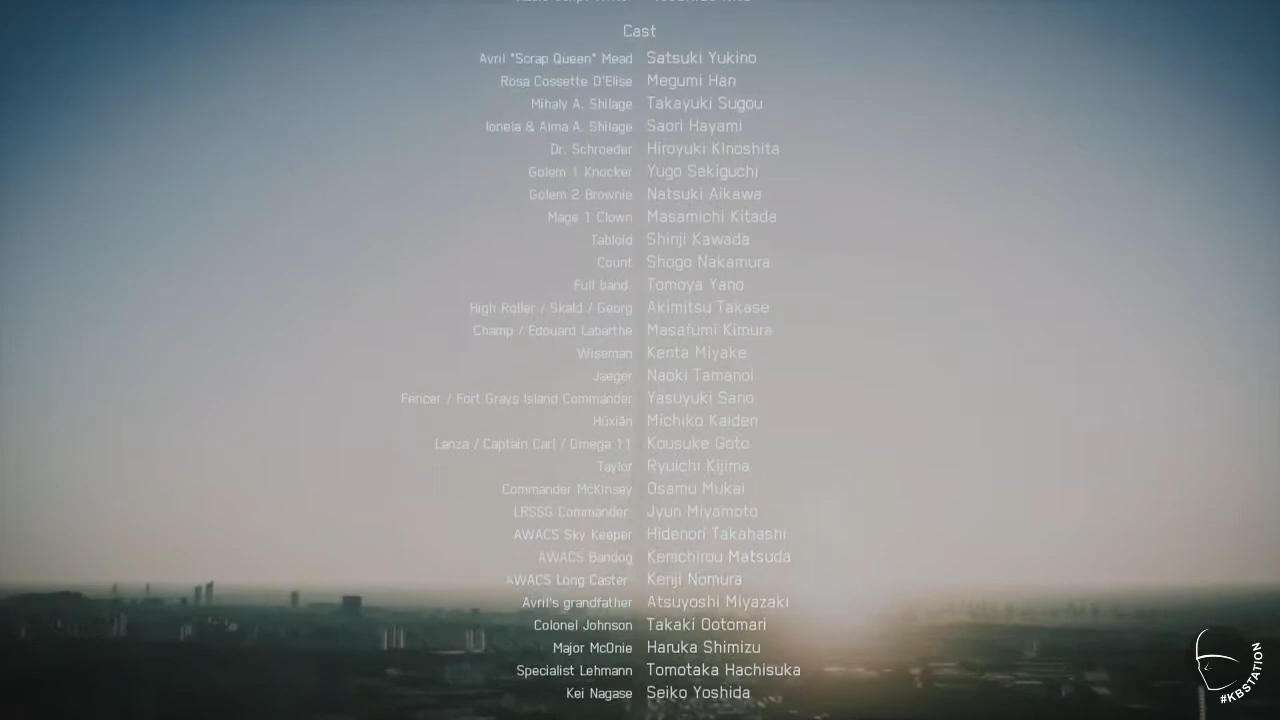 Cast
Avril "Scrap Queen" Mead Satsuki Yukino
Rosa Cossette D'Elise Megumi Han
Mihaly A. Shilage Takayuki Sugou
Ionela & Alma A. Shilage Saori Hayami
Dr. Schroeder Hiroyuki KInoshita
Golem 1 Knocker Yugo Sekiguchi
Golem 2 Brownie Natsuki Aikawa
Mage 1 Clown Masamichi Kitada
Tabloid Shinji Kawada
Count Shogo Nakamura
Full band. Tomoya Yano
High Roller / Skald / Georg Akimitsu Takase
Champ / Edouard Labarthe Masafumi Kimura
Wiseman Kenta Miyake
Jaeger Naoki Tamanoi
Fencer / Fort Grays Island Commander Yasuyuki Sano
Húxiān Michiko Kaiden
Lanza / Captain Carl / Omega 11 Kousuke Goto
Taylor Ryuichi Kijima
Commander McKinsey Osamu Mukai
LRSSG Commander Jyun Miyamoto
AWACS Sky Keeper Hidenori Takahashi
AWACS Bandog Kemchirou Matsuda
AWACS Long Caster Kenji Nomura
Avril's grandfather Atsuyoshi Miyazaki
Colonel Johnson Takaki Ootomari
Major McOnie Haruka Shimizu
Specialist Lehmann Tomotaka Hachisuka
Kei Nagase Seiko Yoshida
#KBSTATION